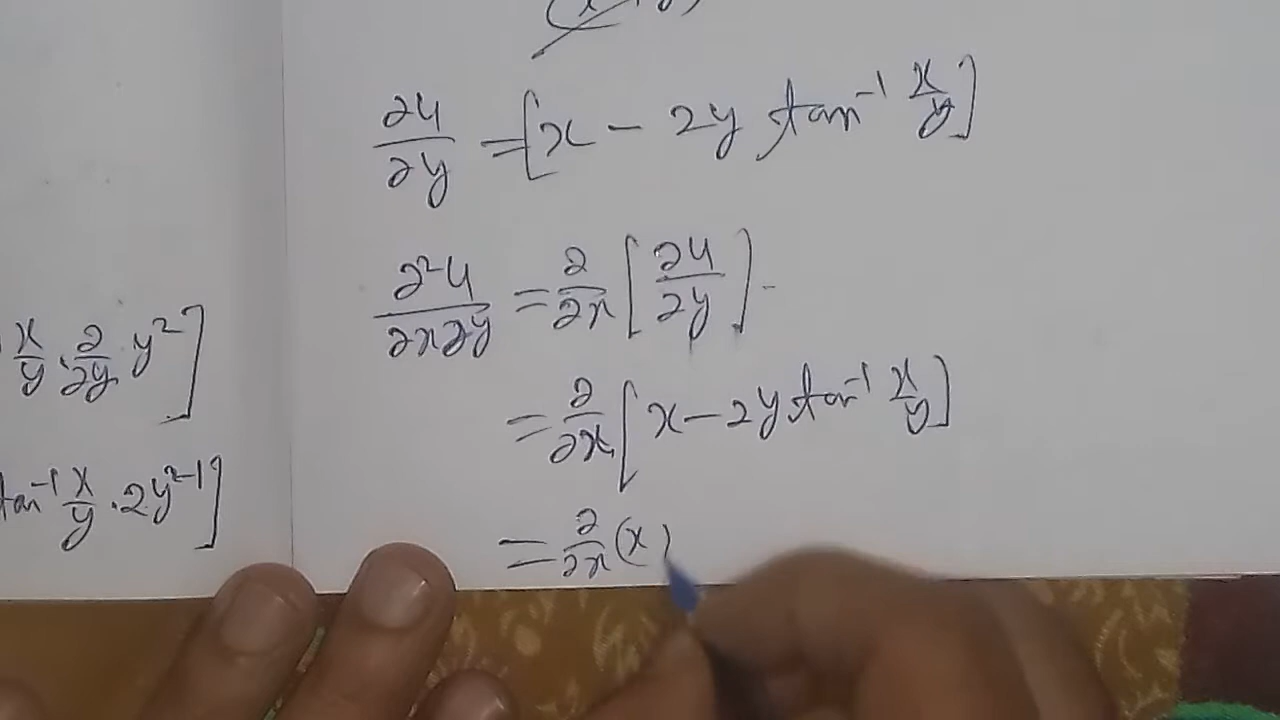 x/y · ∂/∂y y²]
tan⁻¹ x/y · 2y²⁻¹]
∂u/∂y = [x - 2y tan⁻¹ x/y]
∂²u/∂x∂y = ∂/∂x [∂u/∂y]
= ∂/∂x [x - 2y tan⁻¹ x/y]
= ∂/∂x (x)